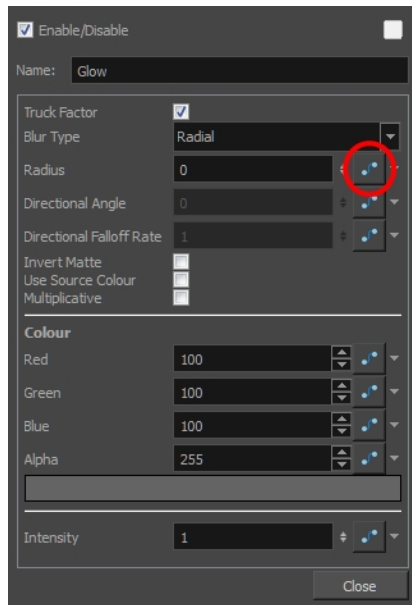 Enable/Disable
Name: Glow
Truck Factor
Blur Type Radial
Radius 0
Directional Angle 0
Directional Falloff Rate 1
Invert Matte
Use Source Colour
Multiplicative
Colour
Red 100
Green 100
Blue 100
Alpha 255
Intensity 1
Close